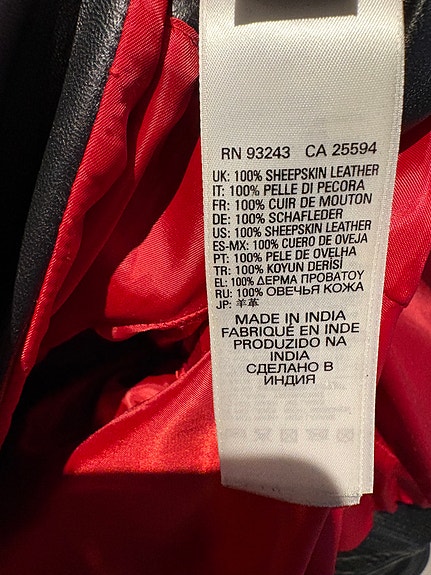 RN 93243 CA 25594
UK: 100% SHEEPSKIN LEATHER
IT: 100% PELLE DI PECORA
FR: 100% CUIR DE MOUTON
DE: 100% SCHAFLEDER
US: 100% SHEEPSKIN LEATHER
ES-MX: 100% CUERO DE OVEJA
PT: 100% PELE DE OVELHA
TR: 100% KOYUN DERİSİ
EL: 100% ΔΕΡΜΑ ΠΡΟΒΑΤΟΥ
RU: 100% ОВЕЧЬЯ КОЖА
JP: 羊革
MADE IN INDIA
FABRIQUÉ EN INDE
PRODUZIDO NA
INDIA
СДЕЛАНО В
ИНДИЯ